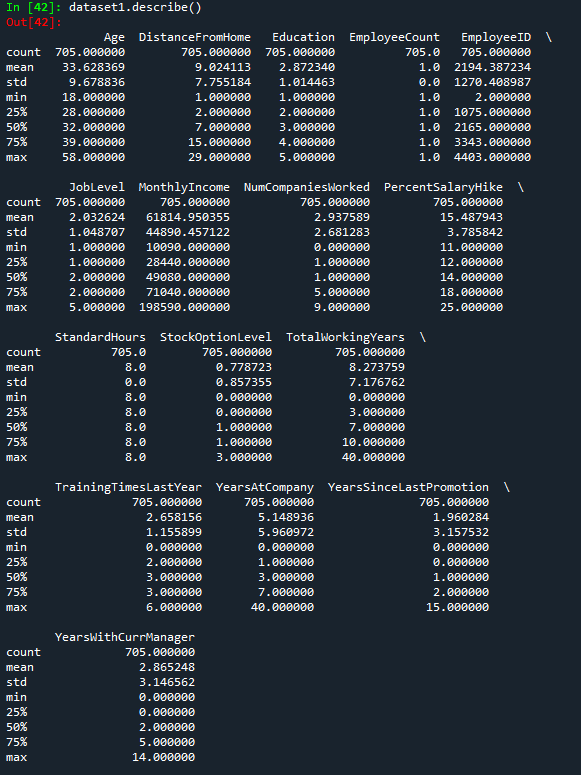 In [42]: dataset1.describe()
Out[42]:
Age DistanceFromHome Education EmployeeCount EmployeeID \
count 705.000000 705.000000 705.000000 705.0 705.000000
mean 33.628369 9.024113 2.872340 1.0 2194.387234
std 9.678836 7.755184 1.014463 0.0 1270.408987
min 18.000000 1.000000 1.000000 1.0 2.000000
25% 28.000000 2.000000 2.000000 1.0 1075.000000
50% 32.000000 7.000000 3.000000 1.0 2165.000000
75% 39.000000 15.000000 4.000000 1.0 3343.000000
max 58.000000 29.000000 5.000000 1.0 4403.000000
JobLevel MonthlyIncome NumCompaniesWorked PercentSalaryHike \
count 705.000000 705.000000 705.000000 705.000000
mean 2.032624 61814.950355 2.937589 15.487943
std 1.048707 44890.457122 2.681283 3.785842
min 1.000000 10090.000000 0.000000 11.000000
25% 1.000000 28440.000000 1.000000 12.000000
50% 2.000000 49080.000000 1.000000 14.000000
75% 2.000000 71040.000000 5.000000 18.000000
max 5.000000 198590.000000 9.000000 25.000000
StandardHours StockOptionLevel TotalWorkingYears \
count 705.0 705.000000 705.000000
mean 8.0 0.778723 8.273759
std 0.0 0.857355 7.176762
min 8.0 0.000000 0.000000
25% 8.0 0.000000 3.000000
50% 8.0 1.000000 7.000000
75% 8.0 1.000000 10.000000
max 8.0 3.000000 40.000000
TrainingTimesLastYear YearsAtCompany YearsSinceLastPromotion \
count 705.000000 705.000000 705.000000
mean 2.658156 5.148936 1.960284
std 1.155899 5.960972 3.157532
min 0.000000 0.000000 0.000000
25% 2.000000 1.000000 0.000000
50% 3.000000 3.000000 1.000000
75% 3.000000 7.000000 2.000000
max 6.000000 40.000000 15.000000
YearsWithCurrManager
count 705.000000
mean 2.865248
std 3.146562
min 0.000000
25% 0.000000
50% 2.000000
75% 5.000000
max 14.000000